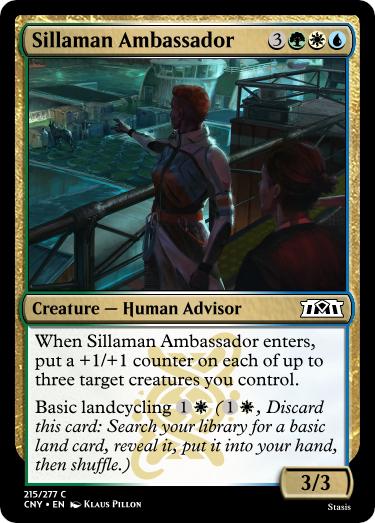 Sillaman Ambassador 3
Creature — Human Advisor
When Sillaman Ambassador enters,
put a +1/+1 counter on each of up to
three target creatures you control.
Basic landcycling 1 (1, Discard
this card: Search your library for a basic
land card, reveal it, put it into your hand,
then shuffle.)
3/3
215/277 C
CNY • EN Klaus Pillon
Stasis